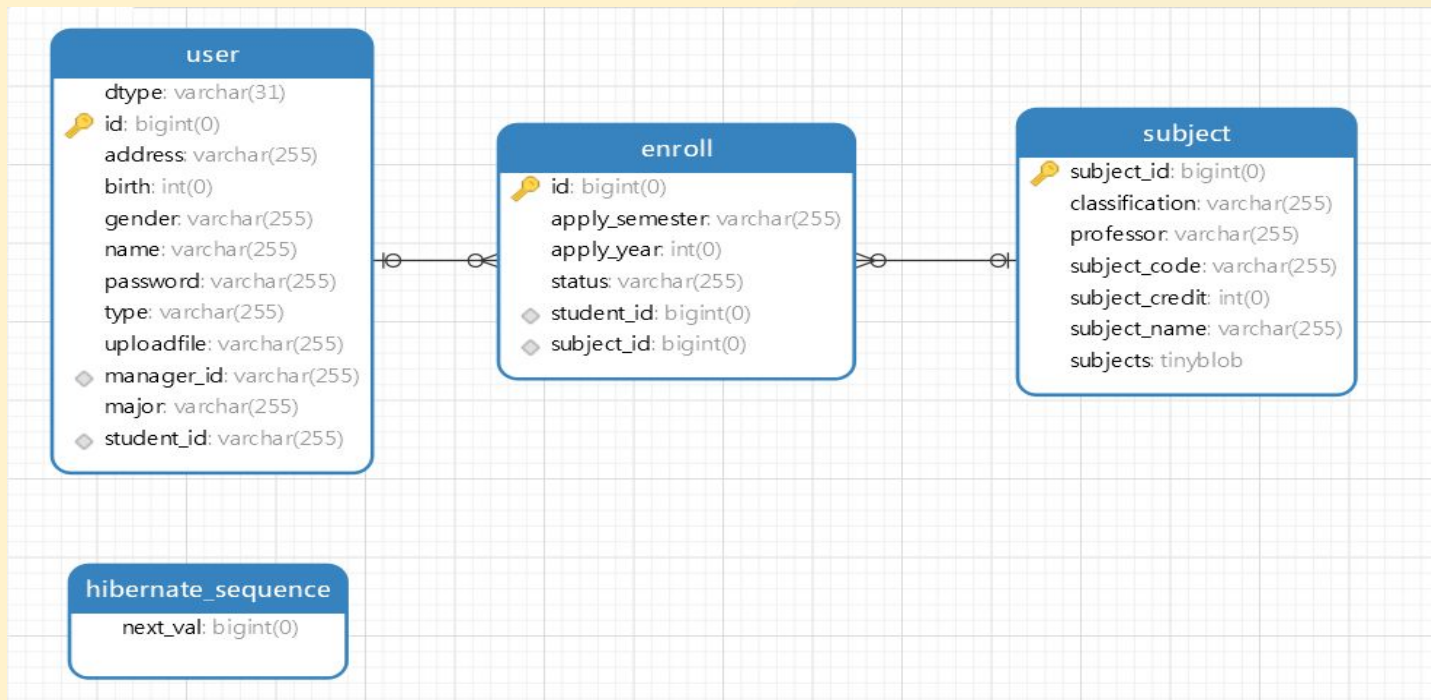 user
dtype: varchar(31)
id: bigint(0)
address: varchar(255)
birth: int(0)
gender: varchar(255)
name: varchar(255)
password: varchar(255)
type: varchar(255)
uploadfile: varchar(255)
manager_id: varchar(255)
major: varchar(255)
student_id: varchar(255)
enroll
id: bigint(0)
apply_semester: varchar(255)
apply_year: int(0)
status: varchar(255)
student_id: bigint(0)
subject_id: bigint(0)
subject
subject_id: bigint(0)
classification: varchar(255)
professor: varchar(255)
subject_code: varchar(255)
subject_credit: int(0)
subject_name: varchar(255)
subjects: tinyblob
hibernate_sequence
next_val: bigint(0)